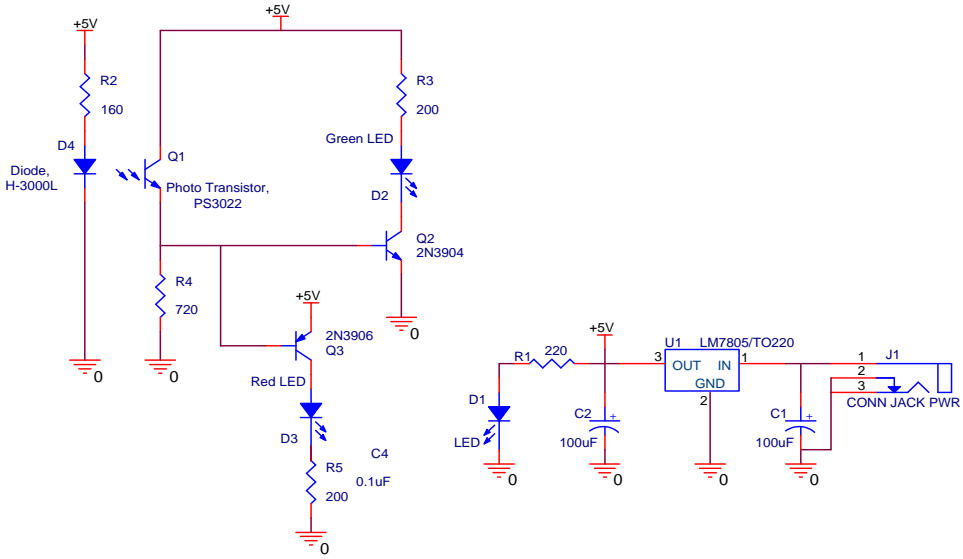 +5V
R2
160
D4
Diode,
H-3000L
0
+5V
Q1
Photo Transistor,
PS3022
R4
720
0
R3
200
Green LED
D2
Q2
2N3904
0
+5V
2N3906
Q3
Red LED
D3
R5
200
0
C4
0.1uF
R1
220
D1
LED
0
+5V
C2
+
100uF
0
U1
LM7805/TO220
3
OUT
IN
1
GND
2
0
C1
+
100uF
0
1
2
3
J1
CONN JACK PWR